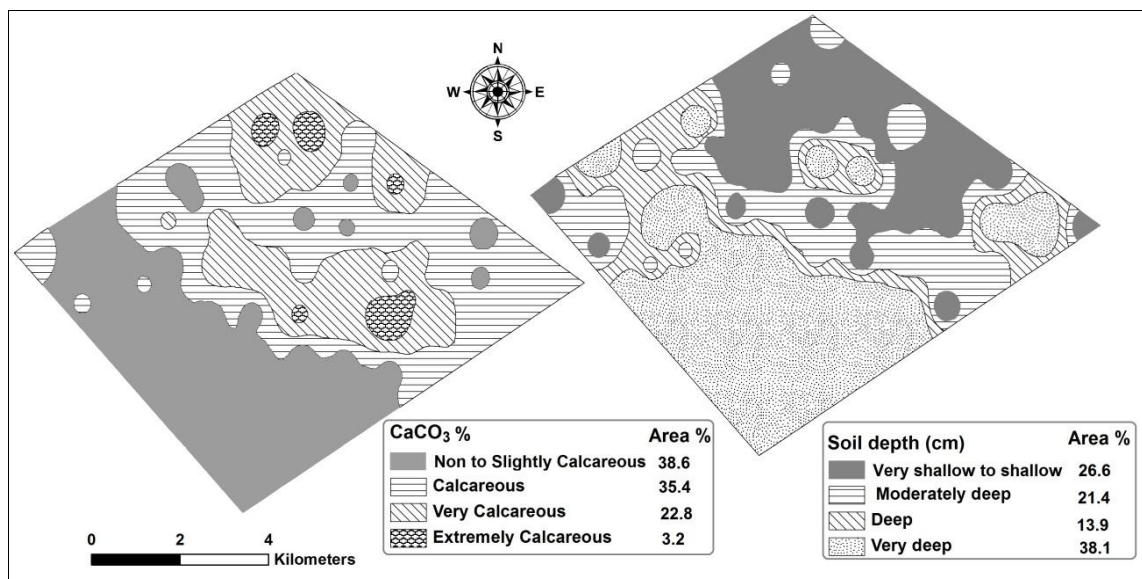 N
W E
S
CaCO₃ % Area %
Non to Slightly Calcareous 38.6
Calcareous 35.4
Very Calcareous 22.8
Extremely Calcareous 3.2
Soil depth (cm) Area %
Very shallow to shallow 26.6
Moderately deep 21.4
Deep 13.9
Very deep 38.1
0 2 4
Kilometers